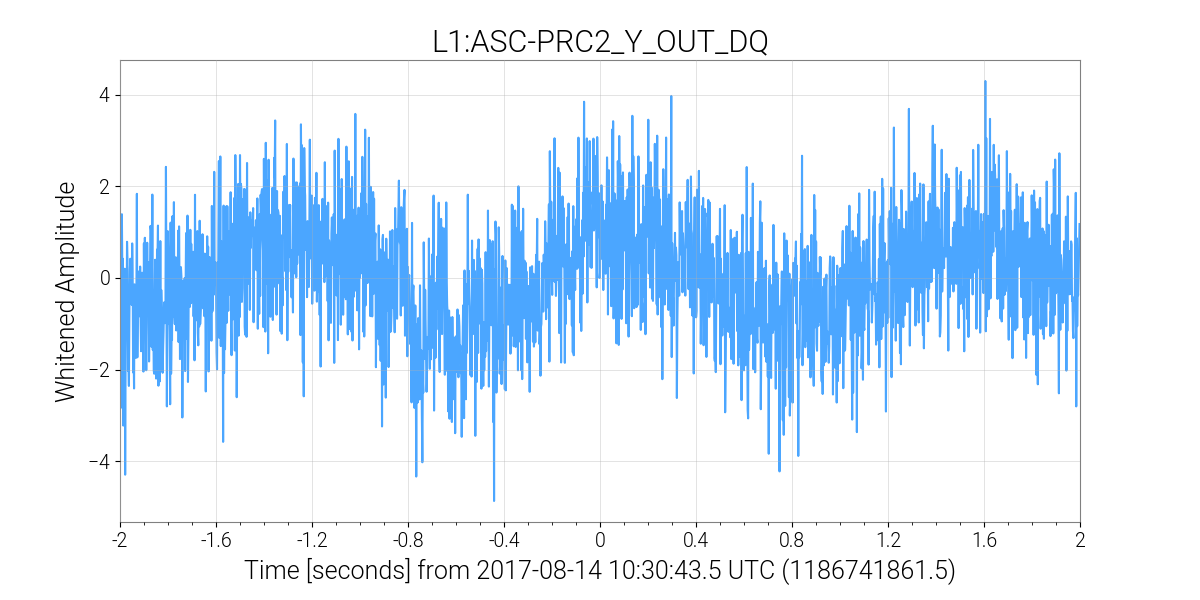 L1:ASC-PRC2_Y_OUT_DQ
Whitened Amplitude
4
2
0
−2
−4
-2 -1.6 -1.2 -0.8 -0.4 0 0.4 0.8 1.2 1.6 2
Time [seconds] from 2017-08-14 10:30:43.5 UTC (1186741861.5)